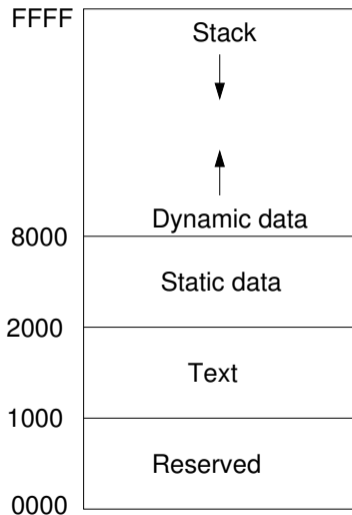 FFFF
Stack
Dynamic data
8000
Static data
2000
Text
1000
Reserved
0000